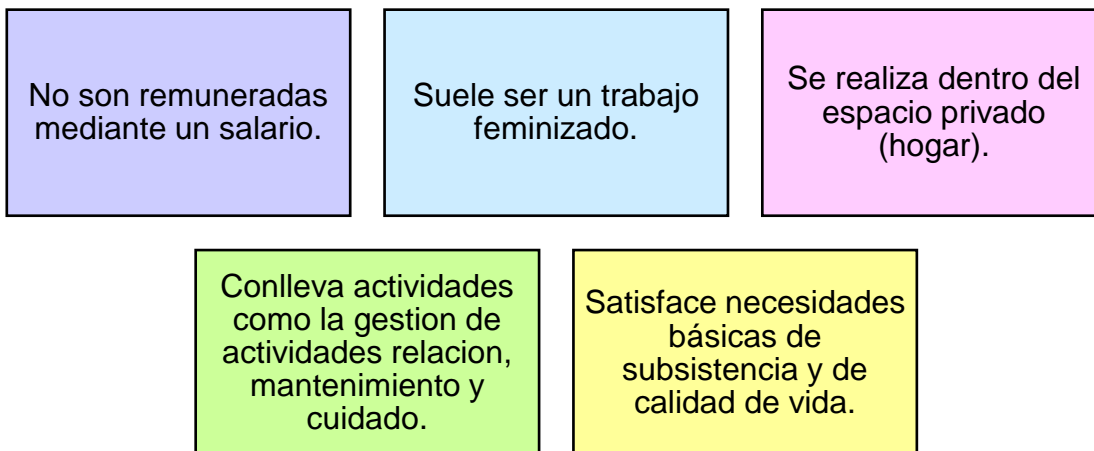 No son remuneradas
mediante un salario.
Suele ser un trabajo
feminizado.
Se realiza dentro del
espacio privado
(hogar).
Conlleva actividades
como la gestion de
actividades relacion,
mantenimiento y
cuidado.
Satisface necesidades
básicas de
subsistencia y de
calidad de vida.